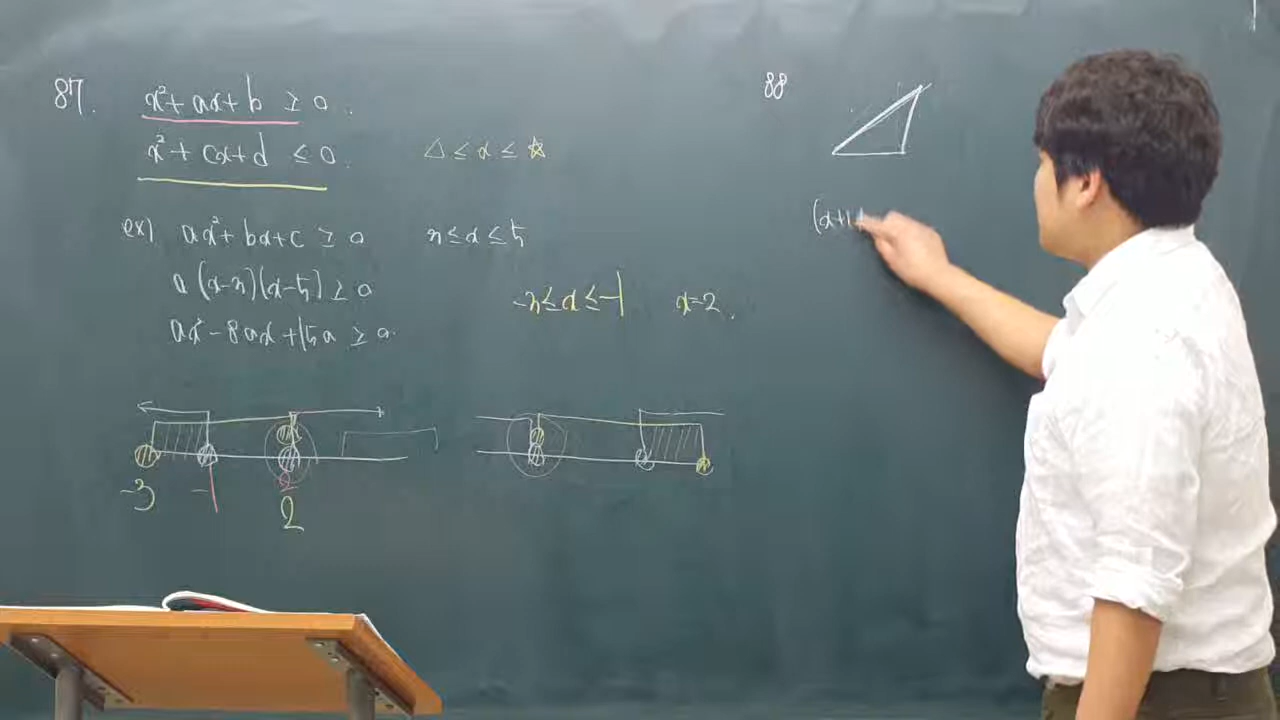 87.
x²+ax+b ≥ 0.
x²+cx+d ≤ 0.
△ ≤ x ≤ ☆
ex) ax²+bx+c ≥ 0
3 ≤ x ≤ 5
a(x-3)(x-5) ≥ 0
ax²-8ax+15a ≥ 0.
-3 ≤ x ≤ -1
x=2.
-3
-1
2
88
(x+1